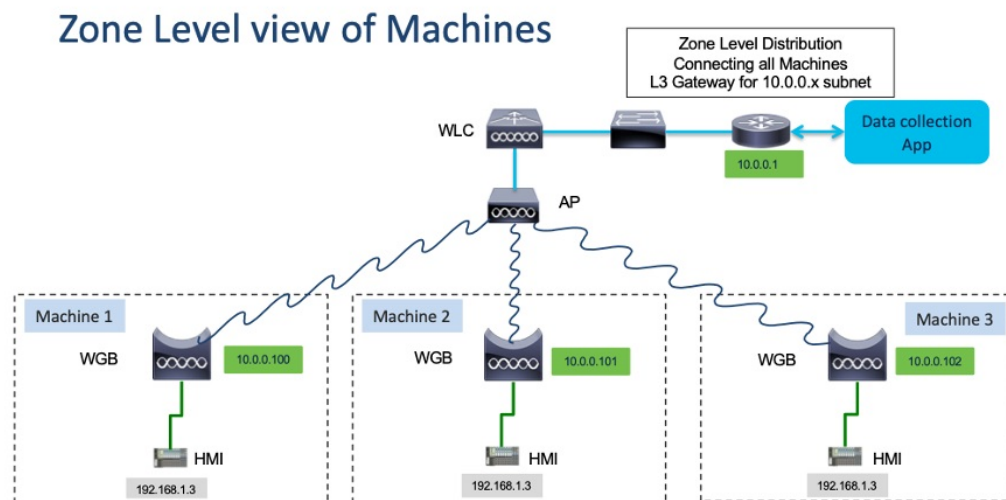 Zone Level view of Machines
Zone Level Distribution
Connecting all Machines
L3 Gateway for 10.0.0.x subnet
WLC
Data collection
App
10.0.0.1
AP
Machine 1
WGB
10.0.0.100
HMI
192.168.1.3
Machine 2
WGB
10.0.0.101
HMI
192.168.1.3
Machine 3
WGB
10.0.0.102
HMI
192.168.1.3